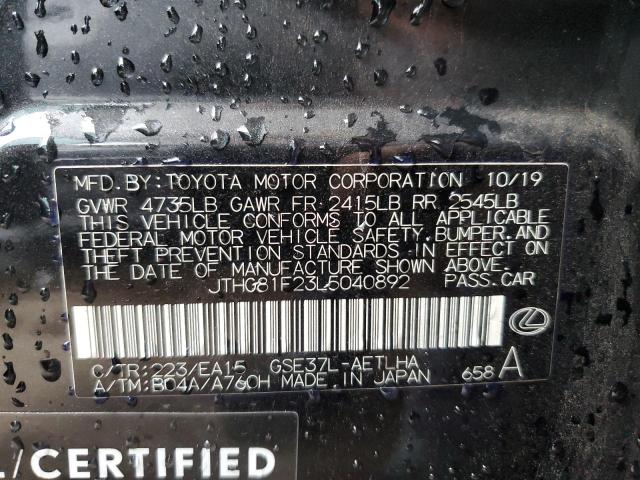 MFD.BY:TOYOTA MOTOR CORPORATION 10/19
GVWR 4735LB GAWR FR 2415LB RR 2545LB
THIS VEHICLE CONFORMS TO ALL APPLICABLE
FEDERAL MOTOR VEHICLE SAFETY,BUMPER,AND
THEFT PREVENTION STANDARDS IN EFFECT ON
THE DATE OF MANUFACTURE SHOWN ABOVE.
JTHG81F23L5040892 PASS.CAR
C/TR:223/EA15 GSE37L-AETLHA
A/TM:B04A/A760H MADE IN JAPAN 658 A
/CERTIFIED